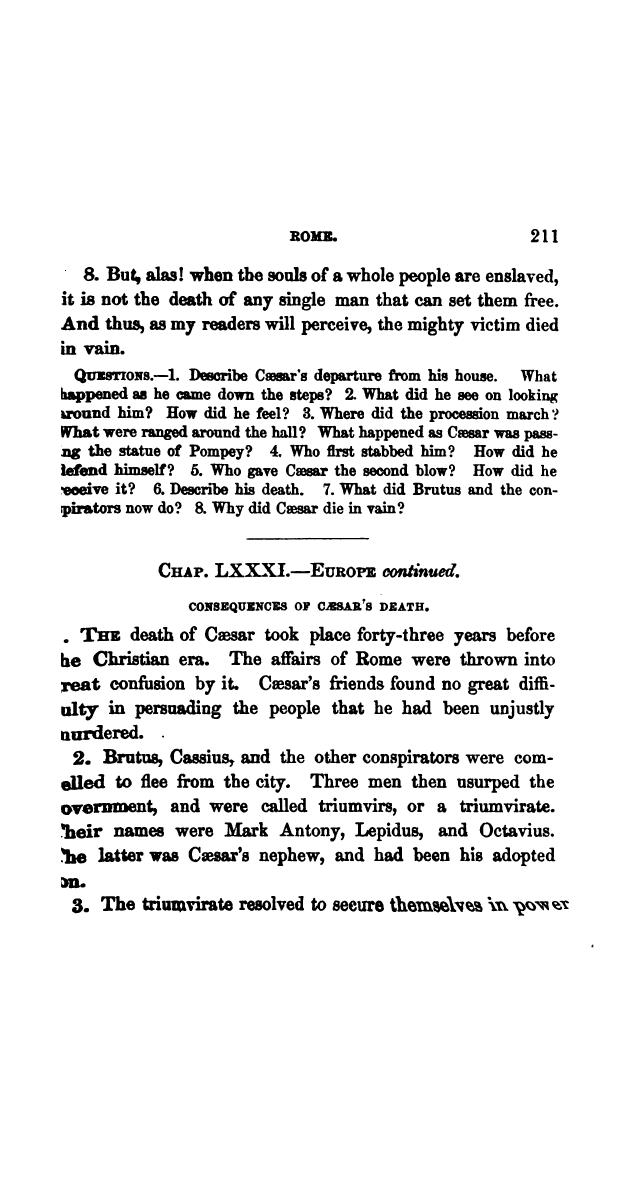 ROME. 211
8. But, alas! when the souls of a whole people are enslaved,
it is not the death of any single man that can set them free.
And thus, as my readers will perceive, the mighty victim died
in vain.
QUESTIONS.—1. Describe Cæsar's departure from his house. What
happened as he came down the steps? 2. What did he see on looking
around him? How did he feel? 3. Where did the procession march?
What were ranged around the hall? What happened as Cæsar was pass-
ng the statue of Pompey? 4. Who first stabbed him? How did he
lefend himself? 5. Who gave Cæsar the second blow? How did he
receive it? 6. Describe his death. 7. What did Brutus and the con-
pirators now do? 8. Why did Cæsar die in vain?
CHAP. LXXXI.—EUROPE continued.
CONSEQUENCES OF CÆSAR'S DEATH.
. THE death of Cæsar took place forty-three years before
he Christian era. The affairs of Rome were thrown into
reat confusion by it. Cæsar's friends found no great diffi-
ulty in persuading the people that he had been unjustly
nurdered.
2. Brutus, Cassius, and the other conspirators were com-
elled to flee from the city. Three men then usurped the
overnment, and were called triumvirs, or a triumvirate.
heir names were Mark Antony, Lepidus, and Octavius.
he latter was Cæsar's nephew, and had been his adopted
on.
3. The triumvirate resolved to secure themselves in power